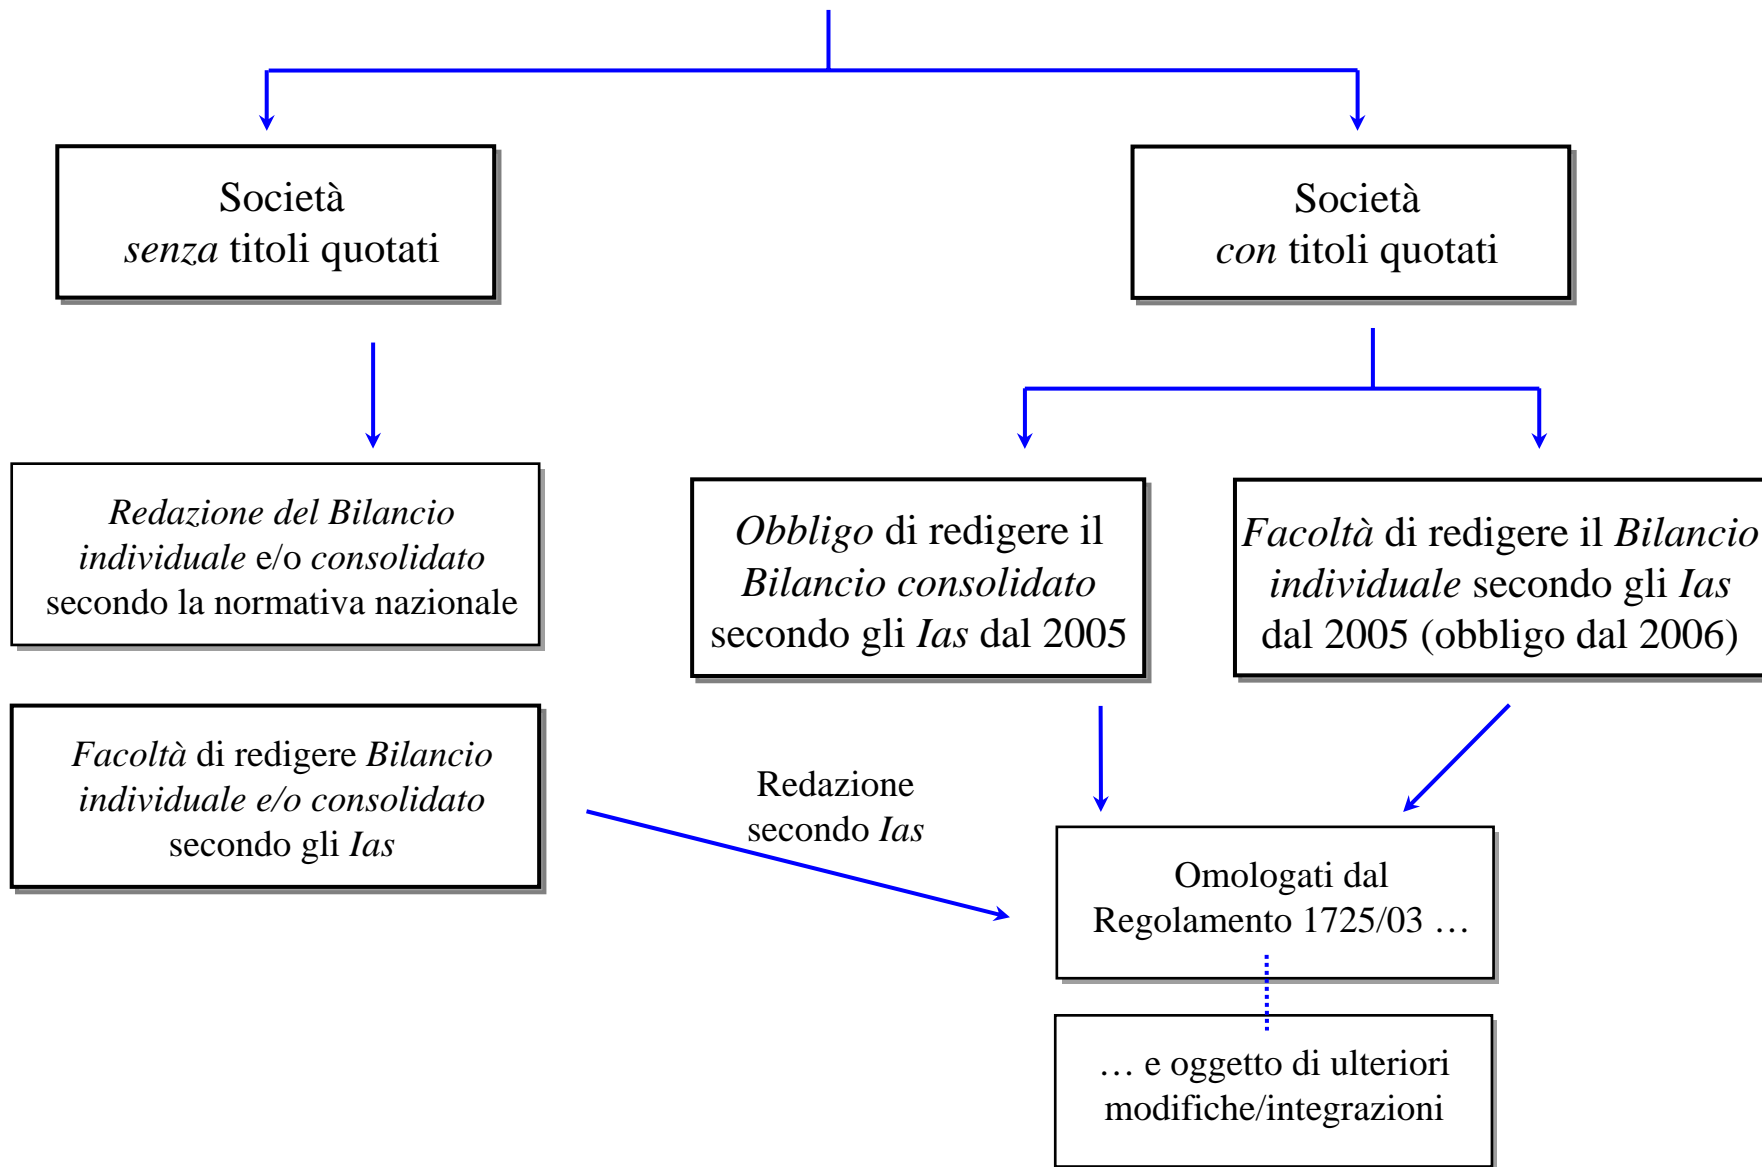 Società
senza titoli quotati
Società
con titoli quotati
Redazione del Bilancio
individuale e/o consolidato
secondo la normativa nazionale
Obbligo di redigere il
Bilancio consolidato
secondo gli Ias dal 2005
Facoltà di redigere il Bilancio
individuale secondo gli Ias
dal 2005 (obbligo dal 2006)
Facoltà di redigere Bilancio
individuale e/o consolidato
secondo gli Ias
Redazione
secondo Ias
Omologati dal
Regolamento 1725/03 …
… e oggetto di ulteriori
modifiche/integrazioni